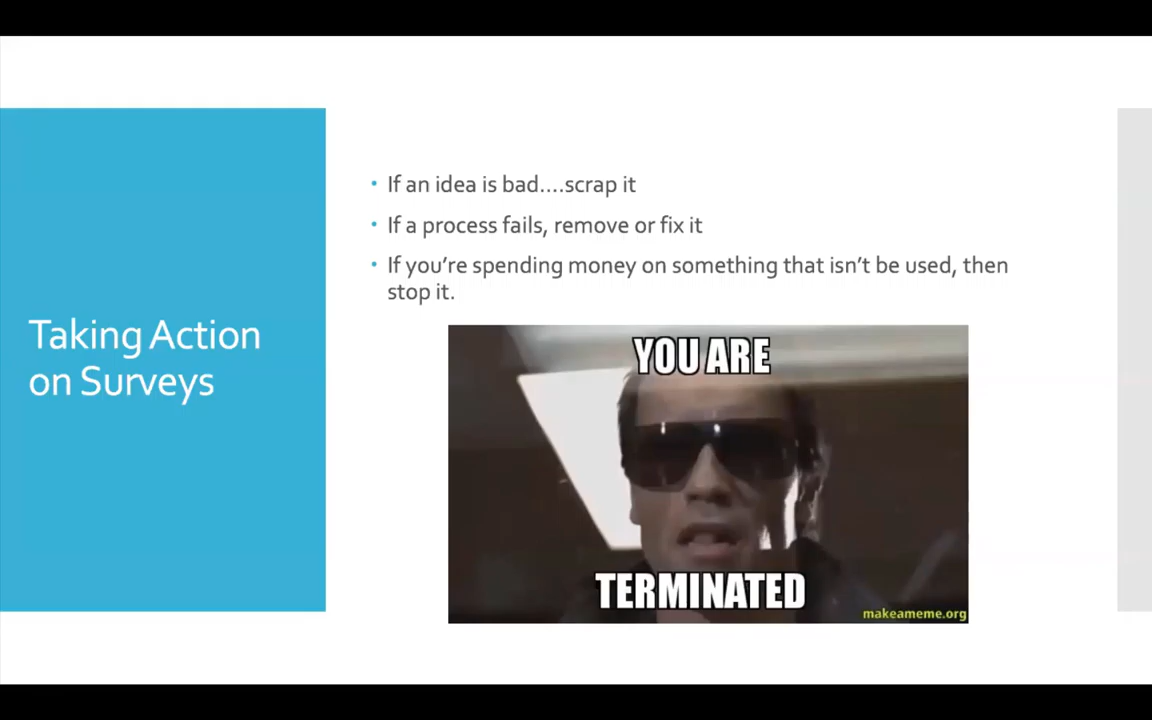 Taking Action
on Surveys
• If an idea is bad....scrap it
• If a process fails, remove or fix it
• If you're spending money on something that isn't be used, then
stop it.
YOU ARE
TERMINATED
makeameme.org